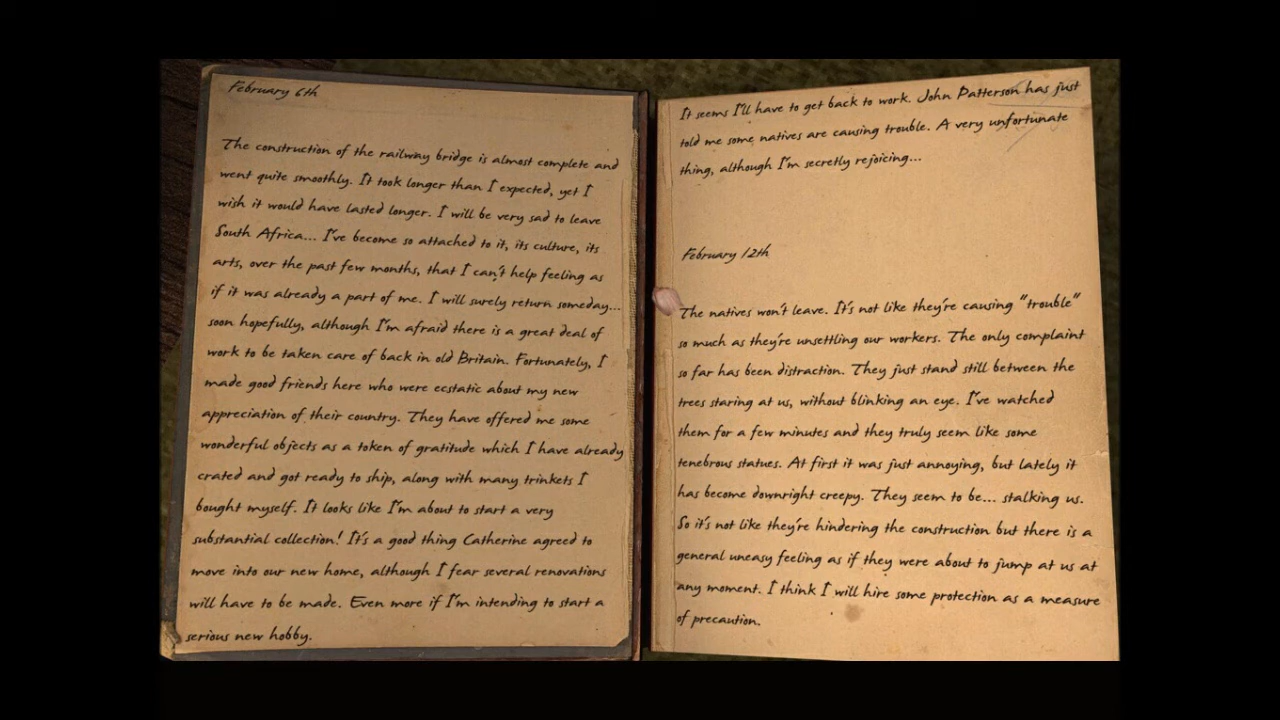 February 6th
The construction of the railway bridge is almost complete and
went quite smoothly. It took longer than I expected, yet I
wish it would have lasted longer. I will be very sad to leave
South Africa... I've become so attached to it, its culture, its
arts, over the past few months, that I can't help feeling as
if it was already a part of me. I will surely return someday...
soon hopefully, although I'm afraid there is a great deal of
work to be taken care of back in old Britain. Fortunately, I
made good friends here who were ecstatic about my new
appreciation of their country. They have offered me some
wonderful objects as a token of gratitude which I have already
crated and got ready to ship, along with many trinkets I
bought myself. It looks like I'm about to start a very
substantial collection! It's a good thing Catherine agreed to
move into our new home, although I fear several renovations
will have to be made. Even more if I'm intending to start a
serious new hobby.
It seems I'll have to get back to work. John Patterson has just
told me some natives are causing trouble. A very unfortunate
thing, although I'm secretly rejoicing...
February 12th
The natives won't leave. It's not like they're causing "trouble"
so much as they're unsettling our workers. The only complaint
so far has been distraction. They just stand still between the
trees staring at us, without blinking an eye. I've watched
them for a few minutes and they truly seem like some
tenebrous statues. At first it was just annoying, but lately it
has become downright creepy. They seem to be... stalking us.
So it's not like they're hindering the construction but there is a
general uneasy feeling as if they were about to jump at us at
any moment. I think I will hire some protection as a measure
of precaution.